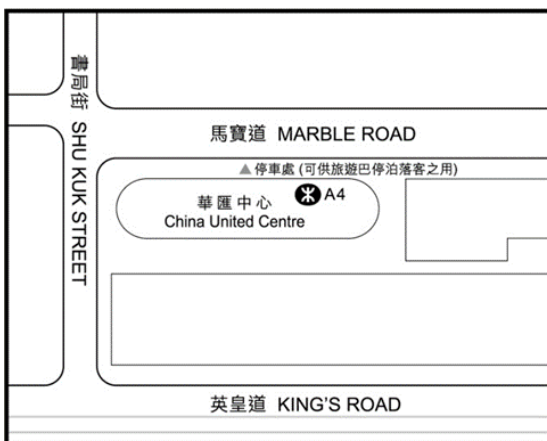 書局街 SHU KUK STREET
馬寶道 MARBLE ROAD
▲停車處 (可供旅遊巴停泊落客之用)
華匯中心
A4
China United Centre
英皇道 KING'S ROAD